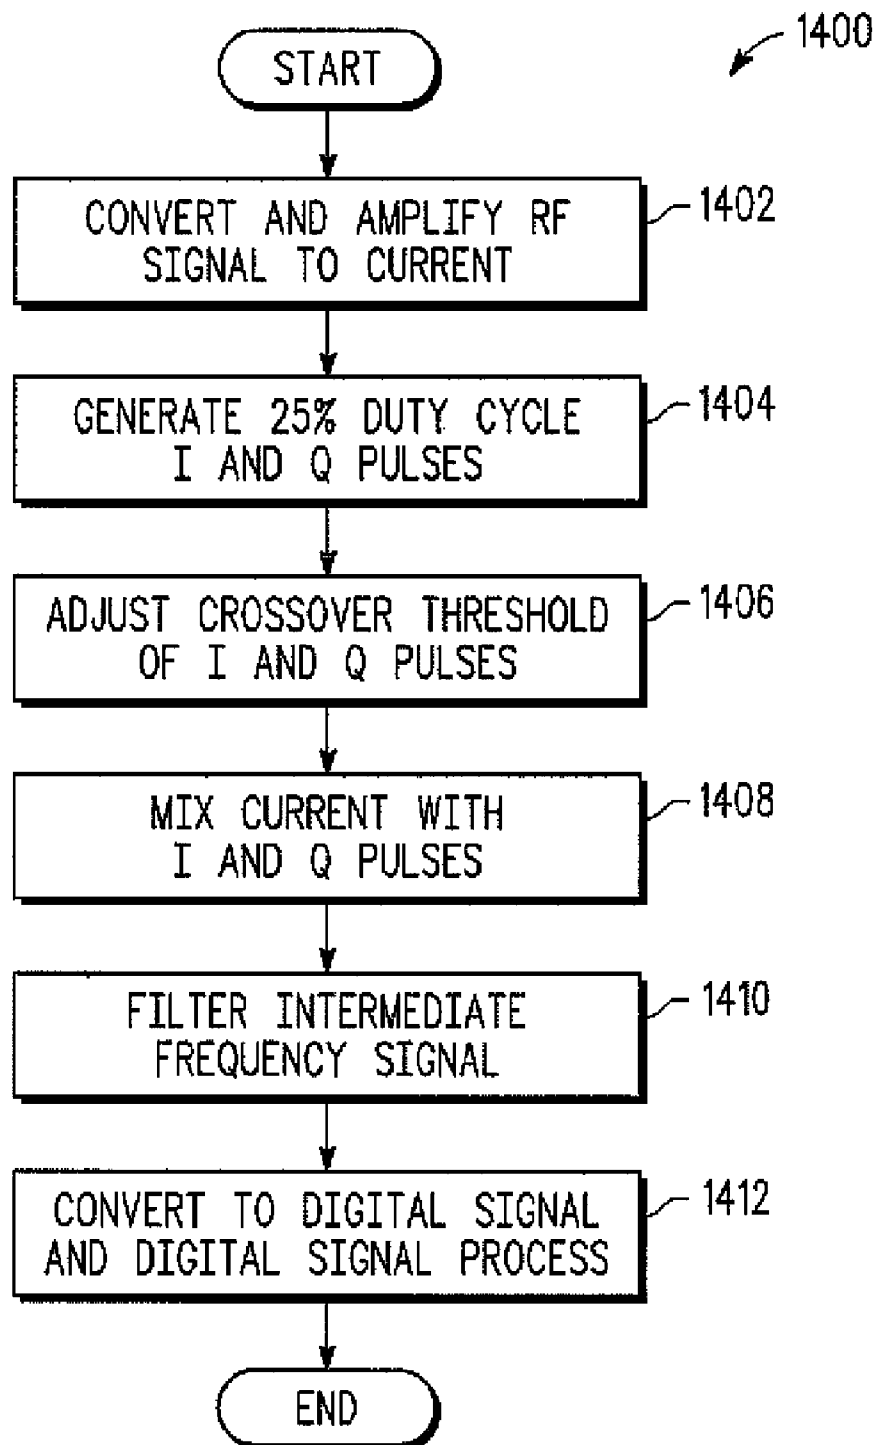 1400
START
CONVERT AND AMPLIFY RF
SIGNAL TO CURRENT
1402
GENERATE 25% DUTY CYCLE
I AND Q PULSES
1404
ADJUST CROSSOVER THRESHOLD
OF I AND Q PULSES
1406
MIX CURRENT WITH
I AND Q PULSES
1408
FILTER INTERMEDIATE
FREQUENCY SIGNAL
1410
CONVERT TO DIGITAL SIGNAL
AND DIGITAL SIGNAL PROCESS
1412
END